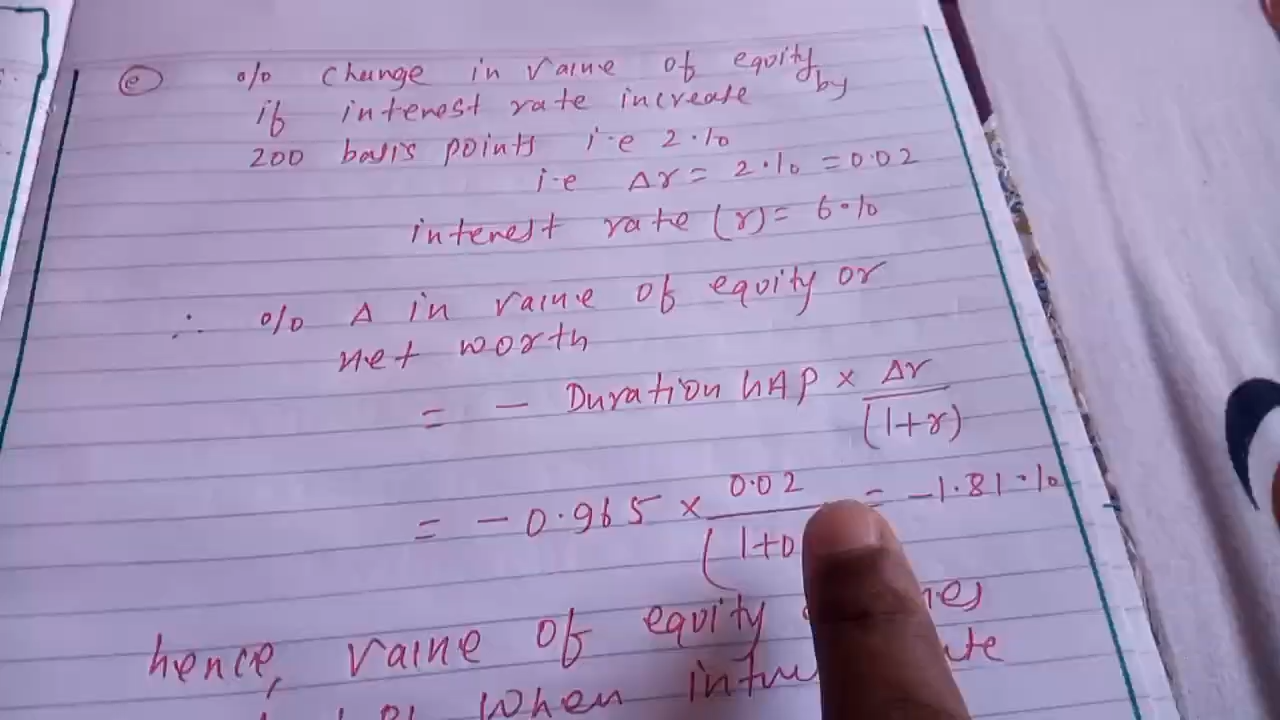 e % change in value of equity
if interest rate increase by
200 basis points i.e 2%
i.e Δr = 2% = 0.02
interest rate (r) = 6%
∴ % Δ in value of equity or
net worth
= - Duration GAP × Δr
(1+r)
= - 0.965 × 0.02 = -1.81%
(1+0
hence, value of equity
when